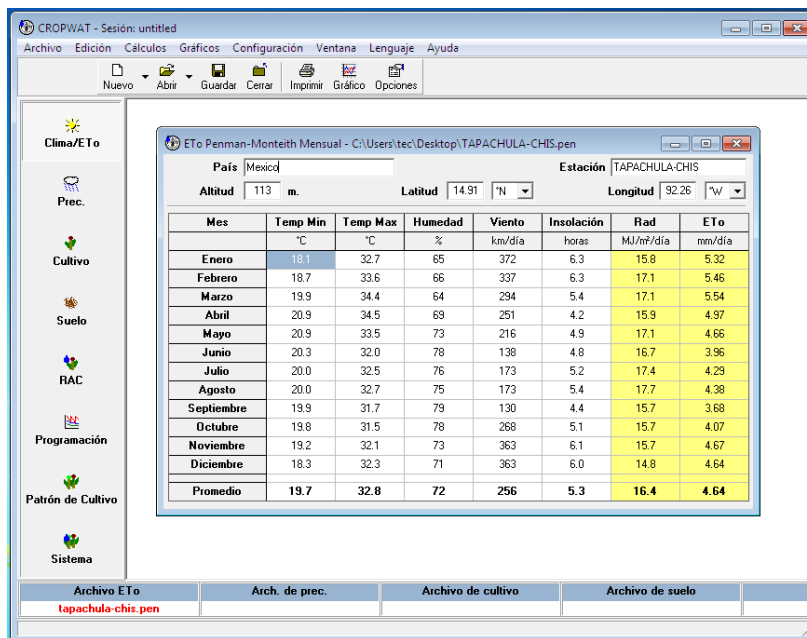 CROPWAT - Sesión: untitled
Archivo Edición Cálculos Gráficos Configuración Ventana Lenguaje Ayuda
Nuevo Abrir Guardar Cerrar Imprimir Gráfico Opciones
Clima/ETo
Prec.
Cultivo
Suelo
RAC
Programación
Patrón de Cultivo
Sistema
ETo Penman-Monteith Mensual - C:\Users\tec\Desktop\TAPACHULA-CHIS.pen
País Mexico Estación TAPACHULA-CHIS
Altitud 113 m. Latitud 14.91 °N Longitud 92.26 °W
Mes Temp Min Temp Max Humedad Viento Insolación Rad ETo
°C °C % km/día horas MJ/m²/día mm/día
Enero 18.1 32.7 65 372 6.3 15.8 5.32
Febrero 18.7 33.6 66 337 6.3 17.1 5.46
Marzo 19.9 34.4 64 294 5.4 17.1 5.54
Abril 20.9 34.5 69 251 4.2 15.9 4.97
Mayo 20.9 33.5 73 216 4.9 17.1 4.66
Junio 20.3 32.0 78 138 4.8 16.7 3.96
Julio 20.0 32.5 76 173 5.2 17.4 4.29
Agosto 20.0 32.7 75 173 5.4 17.7 4.38
Septiembre 19.9 31.7 79 130 4.4 15.7 3.68
Octubre 19.8 31.5 78 268 5.1 15.7 4.07
Noviembre 19.2 32.1 73 363 6.1 15.7 4.67
Diciembre 18.3 32.3 71 363 6.0 14.8 4.64
Promedio 19.7 32.8 72 256 5.3 16.4 4.64
Archivo ETo Arch. de prec. Archivo de cultivo Archivo de suelo
tapachula-chis.pen